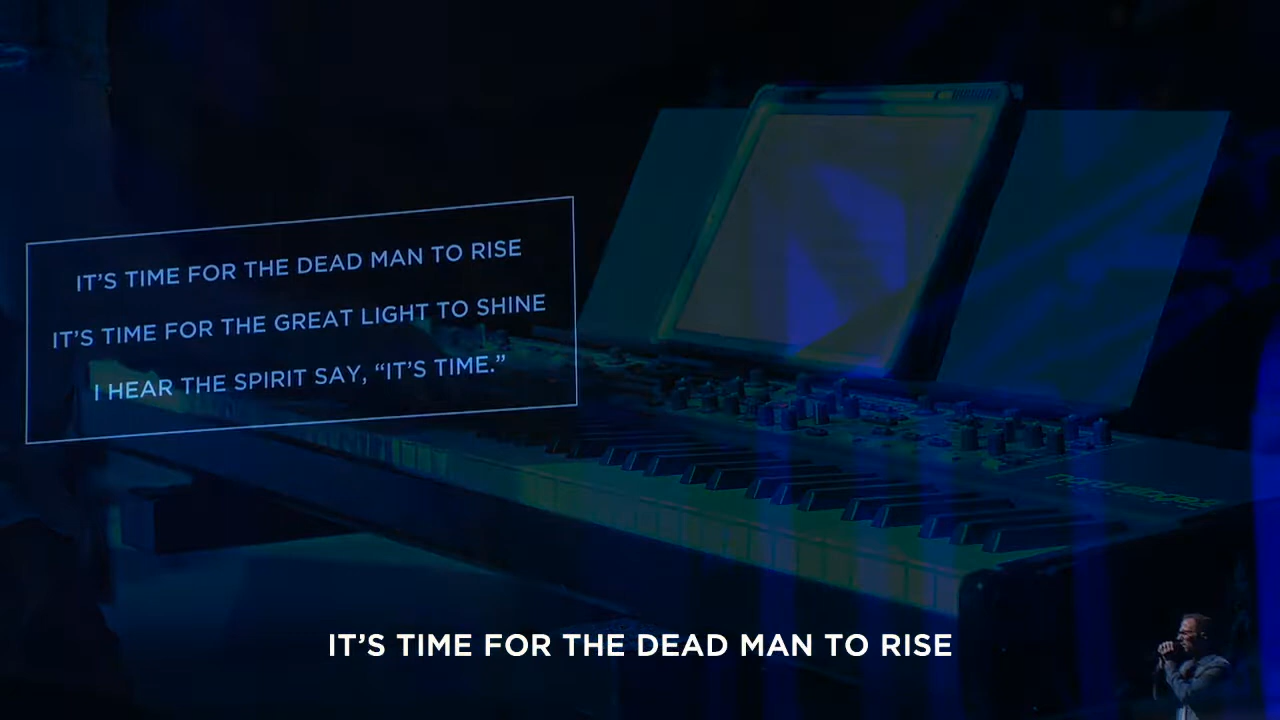 IT'S TIME FOR THE DEAD MAN TO RISE
IT'S TIME FOR THE GREAT LIGHT TO SHINE
I HEAR THE SPIRIT SAY, “IT'S TIME.”
IT'S TIME FOR THE DEAD MAN TO RISE